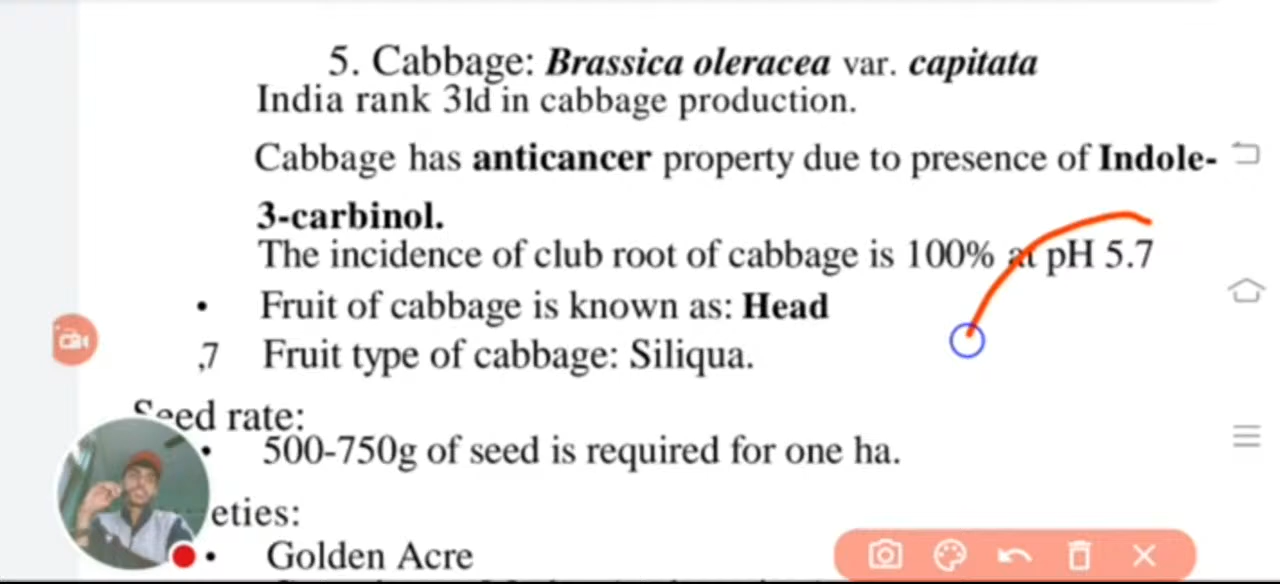 5. Cabbage: Brassica oleracea var. capitata
India rank 3ld in cabbage production.
Cabbage has anticancer property due to presence of Indole-
3-carbinol.
The incidence of club root of cabbage is 100% at pH 5.7
• Fruit of cabbage is known as: Head
,7 Fruit type of cabbage: Siliqua.
Seed rate:
• 500-750g of seed is required for one ha.
eties:
• Golden Acre